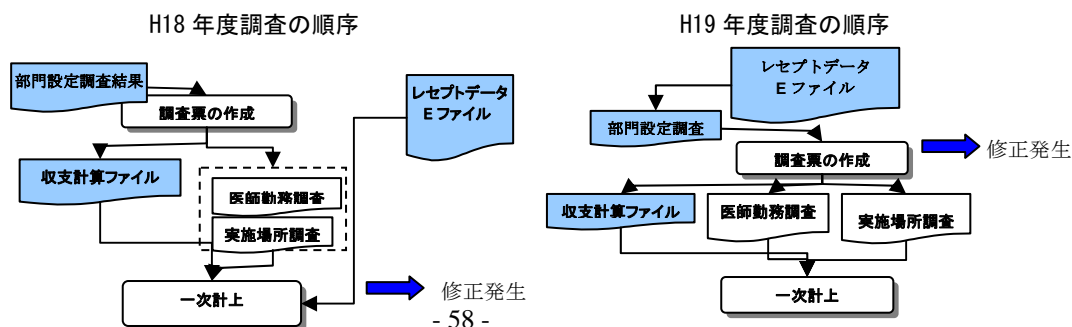 H18 年度調査の順序
部門設定調査結果
調査票の作成
レセプトデータ
E ファイル
収支計算ファイル
医師勤務調査
実施場所調査
一次計上
修正発生
H19 年度調査の順序
レセプトデータ
E ファイル
部門設定調査
調査票の作成
修正発生
収支計算ファイル
医師勤務調査
実施場所調査
一次計上
- 58 -